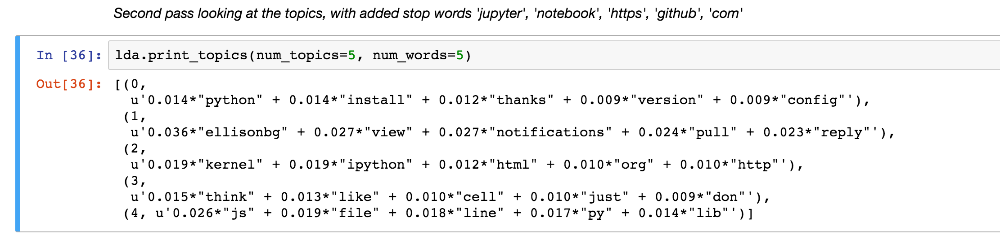 Second pass looking at the topics, with added stop words 'jupyter', 'notebook', 'https', 'github', 'com'
In [36]: lda.print_topics(num_topics=5, num_words=5)
Out[36]: [(0,
u'0.014*"python" + 0.014*"install" + 0.012*"thanks" + 0.009*"version" + 0.009*"config"'),
(1,
u'0.036*"ellisonbg" + 0.027*"view" + 0.027*"notifications" + 0.024*"pull" + 0.023*"reply"'),
(2,
u'0.019*"kernel" + 0.019*"ipython" + 0.012*"html" + 0.010*"org" + 0.010*"http"'),
(3,
u'0.015*"think" + 0.013*"like" + 0.010*"cell" + 0.010*"just" + 0.009*"don"'),
(4, u'0.026*"js" + 0.019*"file" + 0.018*"line" + 0.017*"py" + 0.014*"lib"')]